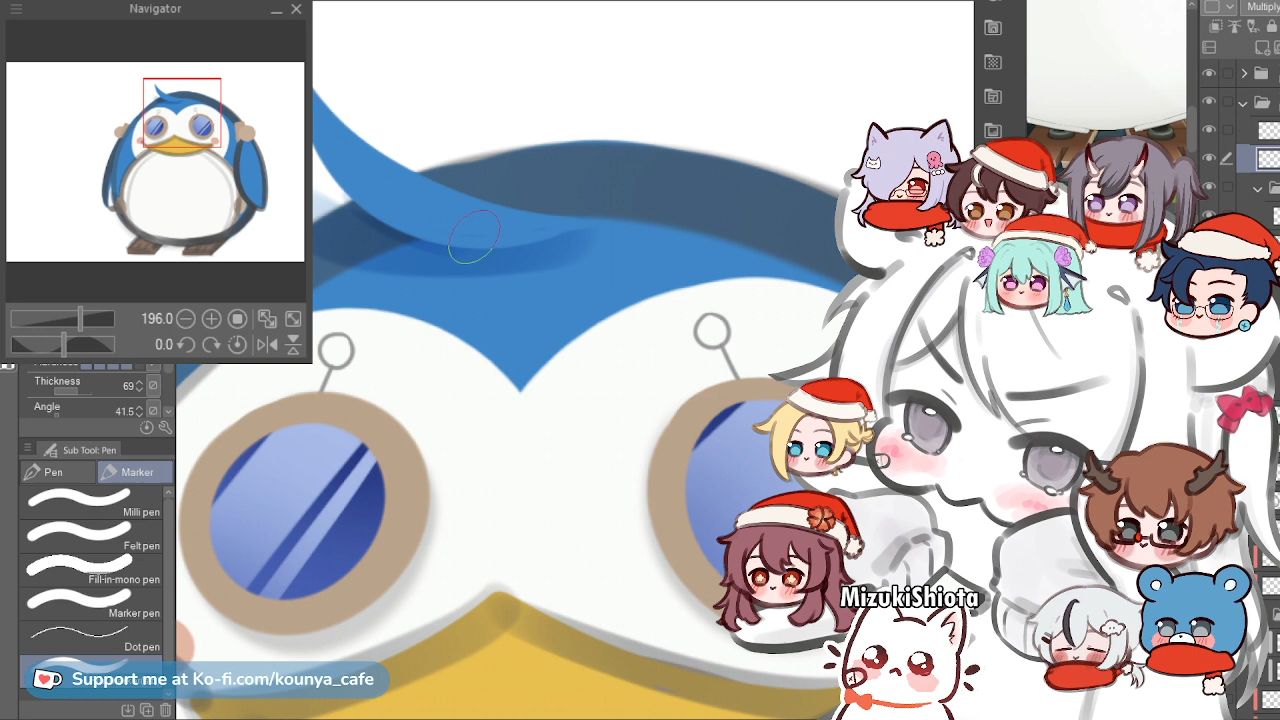 Navigator
Multiply
196.0
0.0
Thickness
69
Angle
41.5
Sub Tool: Pen
Pen
Marker
Milli pen
Felt pen
Fill-in-mono pen
Marker pen
Dot pen
Support me at Ko-fi.com/kounya_cafe
MizukiShiota